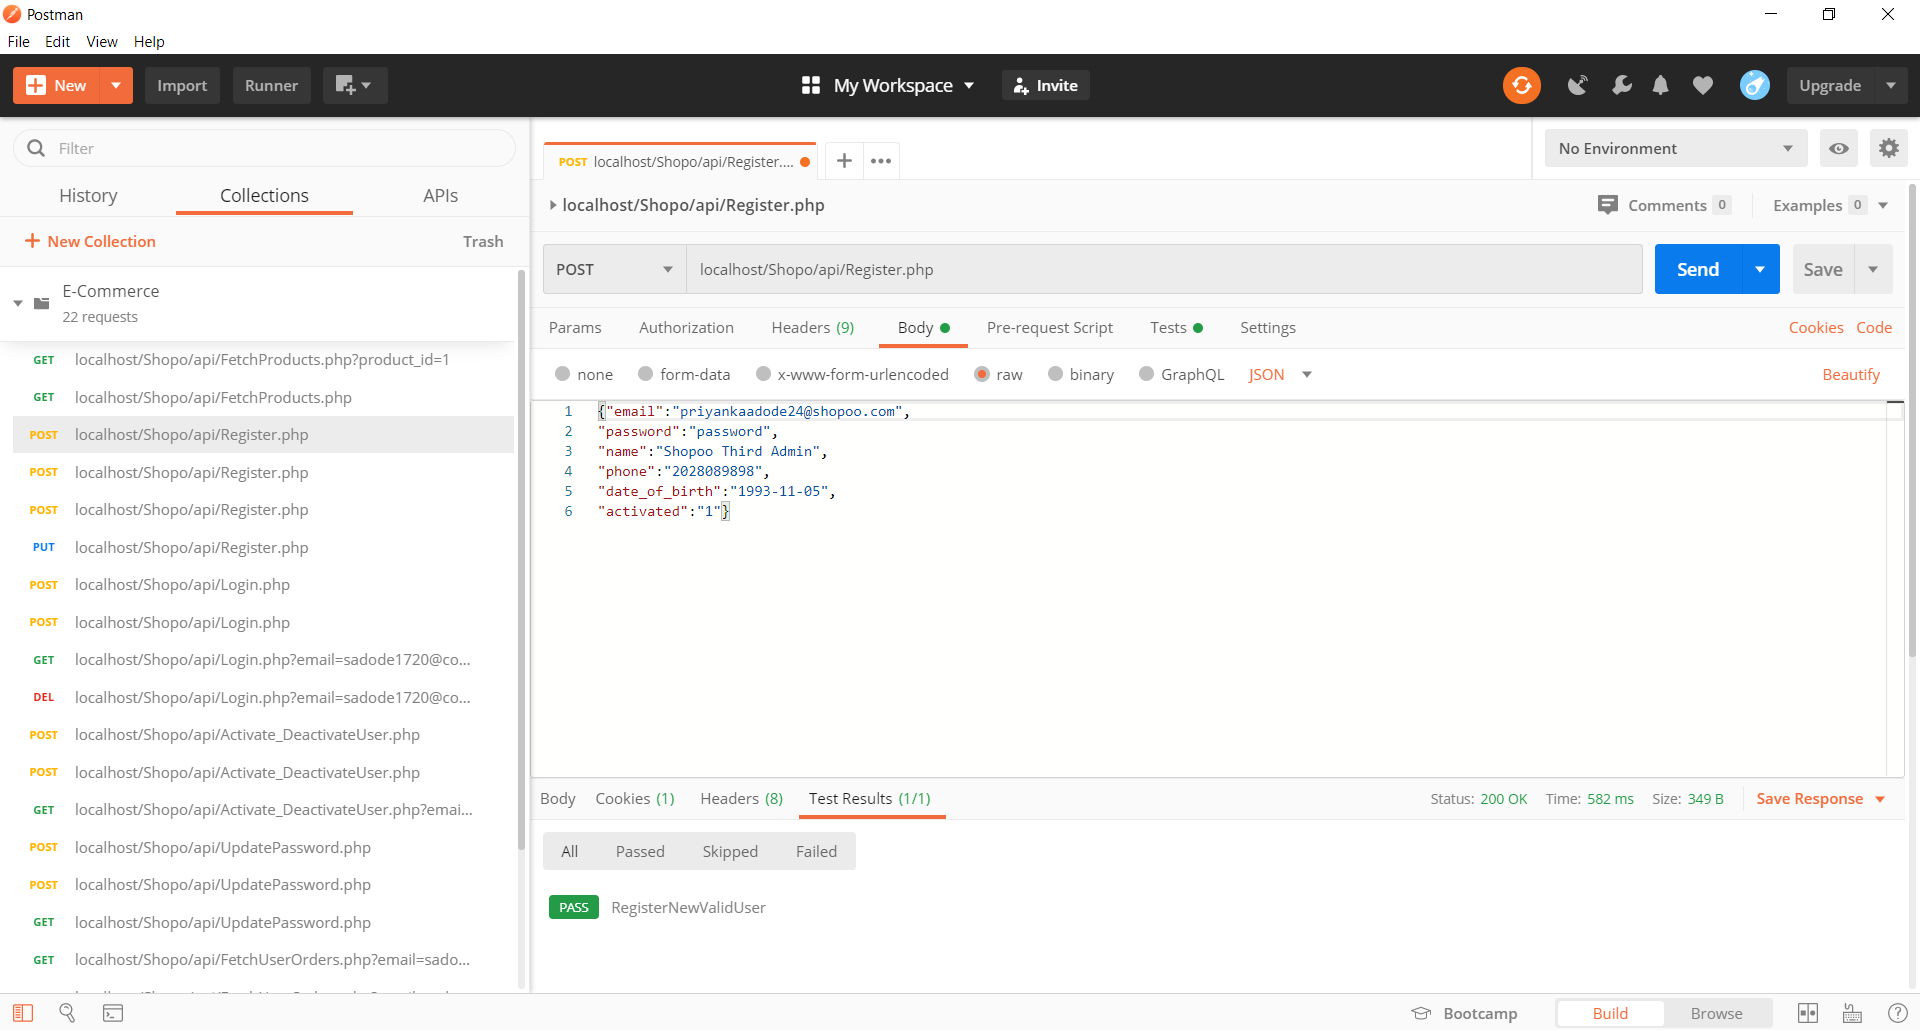 Postman
File Edit View Help
New Import Runner My Workspace Invite Upgrade
Filter
History Collections APIs
New Collection Trash
E-Commerce
22 requests
GET localhost/Shopo/api/FetchProducts.php?product_id=1
GET localhost/Shopo/api/FetchProducts.php
POST localhost/Shopo/api/Register.php
POST localhost/Shopo/api/Register.php
POST localhost/Shopo/api/Register.php
PUT localhost/Shopo/api/Register.php
POST localhost/Shopo/api/Login.php
POST localhost/Shopo/api/Login.php
GET localhost/Shopo/api/Login.php?email=sadode1720@co...
DEL localhost/Shopo/api/Login.php?email=sadode1720@co...
POST localhost/Shopo/api/Activate_DeactivateUser.php
POST localhost/Shopo/api/Activate_DeactivateUser.php
GET localhost/Shopo/api/Activate_DeactivateUser.php?emai...
POST localhost/Shopo/api/UpdatePassword.php
POST localhost/Shopo/api/UpdatePassword.php
GET localhost/Shopo/api/UpdatePassword.php
GET localhost/Shopo/api/FetchUserOrders.php?email=sado...
POST localhost/Shopo/api/Register.... No Environment
localhost/Shopo/api/Register.php Comments 0 Examples 0
POST localhost/Shopo/api/Register.php Send Save
Params Authorization Headers (9) Body Pre-request Script Tests Settings Cookies Code
none form-data x-www-form-urlencoded raw binary GraphQL JSON Beautify
1 {"email":"priyankaadode24@shopoo.com",
2 "password":"password",
3 "name":"Shopoo Third Admin",
4 "phone":"2028089898",
5 "date_of_birth":"1993-11-05",
6 "activated":"1"}
Body Cookies (1) Headers (8) Test Results (1/1) Status: 200 OK Time: 582 ms Size: 349 B Save Response
All Passed Skipped Failed
PASS RegisterNewValidUser
Bootcamp Build Browse